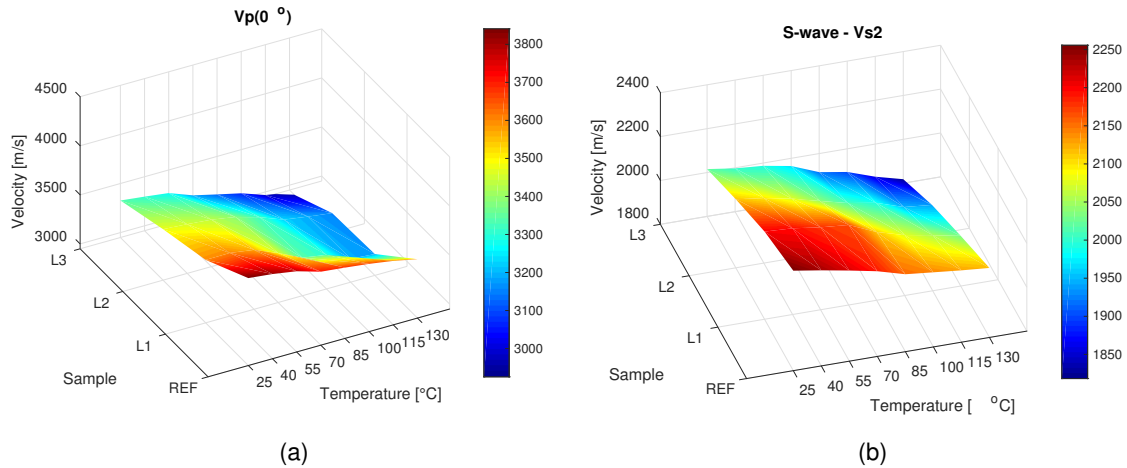 Vp(0 °)
4500
4000
3500
3000
Velocity [m/s]
L3
L2
L1
REF
Sample
25
40
55
70
85
100
115
130
Temperature [°C]
3800
3700
3600
3500
3400
3300
3200
3100
3000
(a)
S-wave - Vs2
2400
2200
2000
1800
Velocity [m/s]
L3
L2
L1
REF
Sample
25
40
55
70
85
100
115
130
Temperature [ °C]
2250
2200
2150
2100
2050
2000
1950
1900
1850
(b)